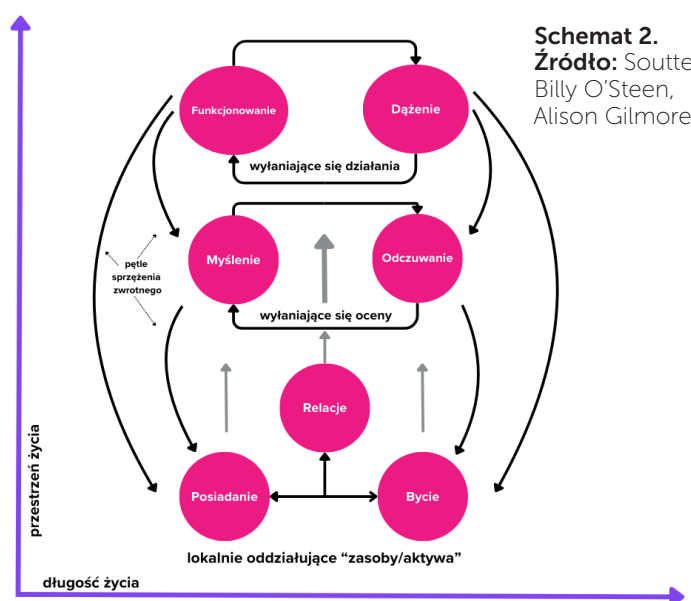 Schemat 2.
Źródło: Soutte
Billy O’Steen,
Alison Gilmore
Funkcjonowanie
Dążenie
wyłaniające się działania
Myślenie
Odczuwanie
pętle
sprzężenia
zwrotnego
wyłaniające się oceny
Relacje
Posiadanie
Bycie
lokalnie oddziałujące “zasoby/aktywa”
przestrzeń życia
długość życia